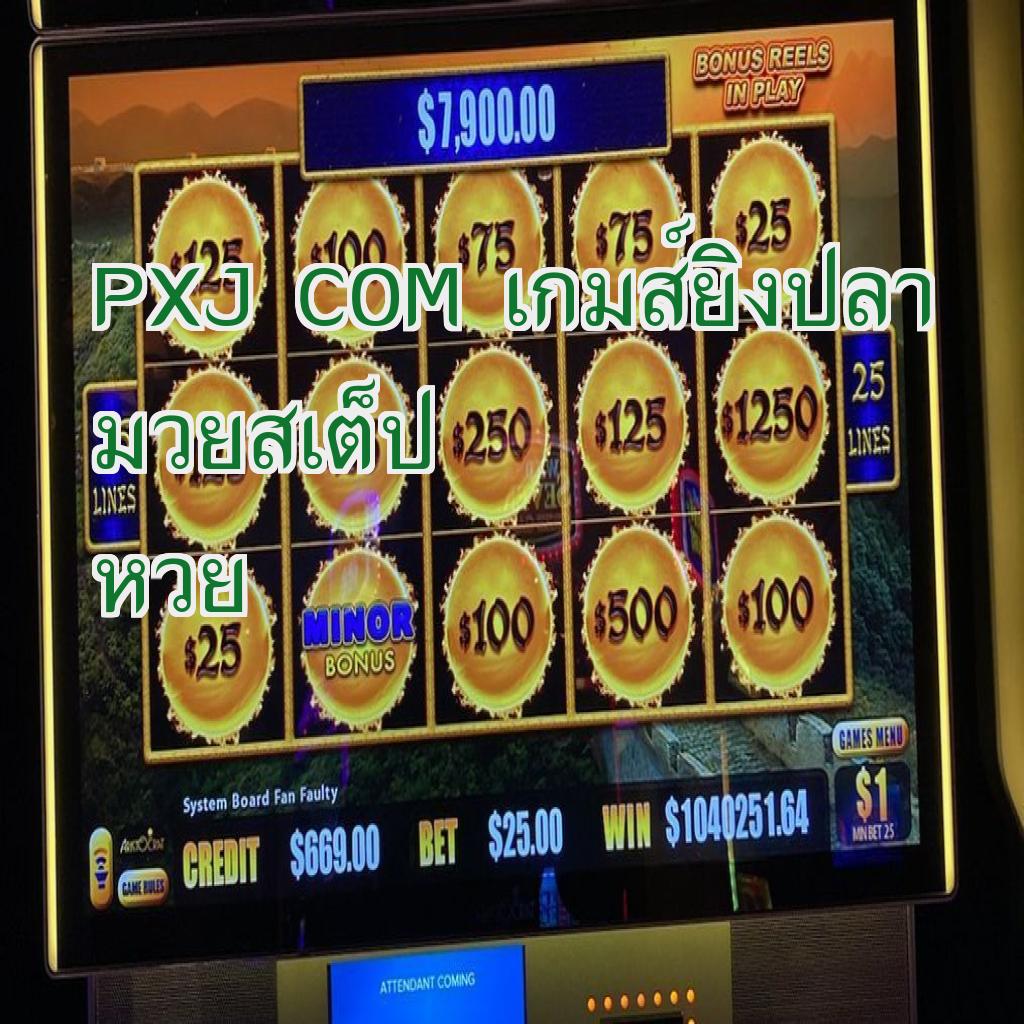 BONUS REELS
IN PLAY
$7,900.00
$125 $100 $75 $75 $25
PXJ COM เกมส์ยิงปลา
$250 $125 $1250
25
LINES
มวยสเต็ป
LINES
หวย
$25 MINOR BONUS $100 $500 $100
GAMES MENU
System Board Fan Faulty
ARISTOCRAT
GAME RULES
CREDIT $669.00 BET $25.00 WIN $1040251.64
$1
MIN BET 25
ATTENDANT COMING